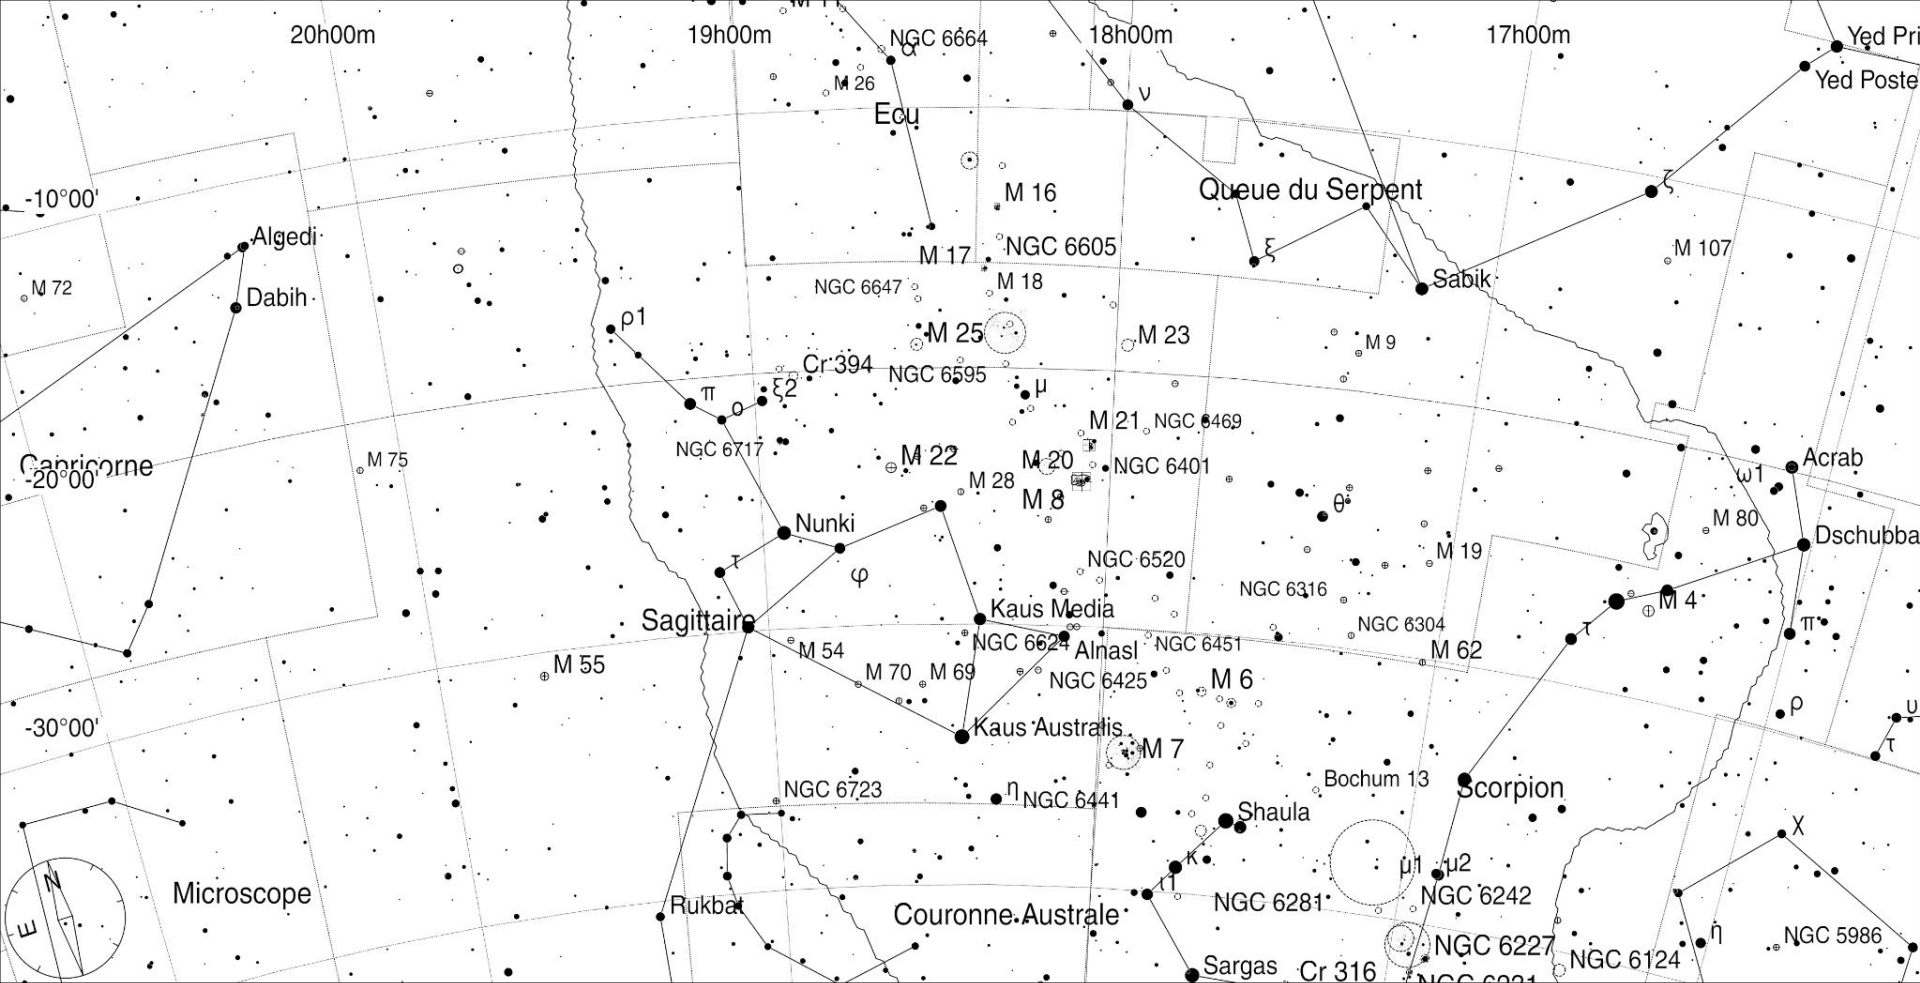 20h00m
19h00m
18h00m
17h00m
NGC 6664
α
Yed Pri
M 26
Yed Poste
Ecu
ν
-10°00'
M 16
Queue du Serpent
ζ
Algedi
M 17
NGC 6605
ξ
M 107
M 72
Dabih
NGC 6647
M 18
Sabik
ρ1
M 25
M 23
M 9
Cr 394
NGC 6595
π
ο
ξ2
μ
M 21
NGC 6469
NGC 6717
M 22
M 20
NGC 6401
Capricorne
-20°00'
M 75
M 28
M 8
θ
ω1
Acrab
Nunki
M 80
Dschubba
τ
φ
NGC 6520
M 19
NGC 6316
Sagittaire
Kaus Media
M 4
NGC 6624
Alnasl
NGC 6451
NGC 6304
τ
π
M 55
M 54
M 70
M 69
NGC 6425
M 6
M 62
-30°00'
Kaus Australis
M 7
ρ
υ
τ
NGC 6723
η
NGC 6441
Bochum 13
Scorpion
Shaula
χ
N
E
Microscope
κ
ι1
μ1
μ2
Rukbat
Couronne Australe
NGC 6281
NGC 6242
η
NGC 5986
NGC 6227
NGC 6124
Sargas
Cr 316